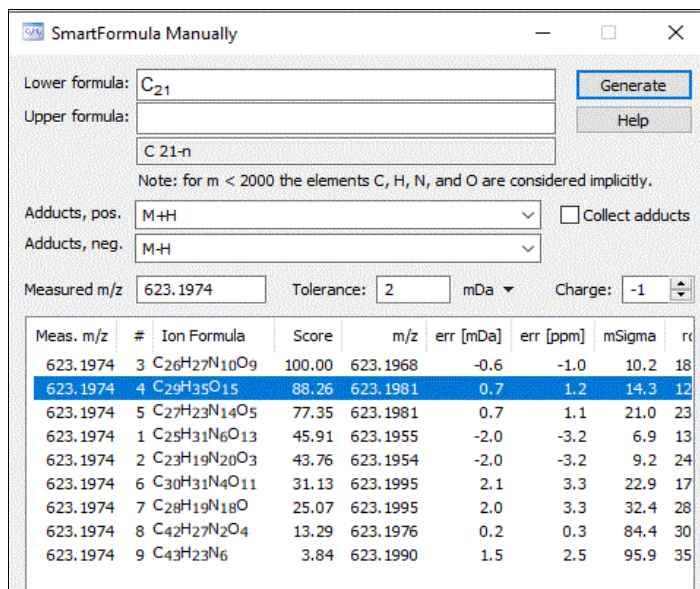 SmartFormula Manually
Lower formula: C₂₁ Generate
Upper formula: Help
C 21-n
Note: for m < 2000 the elements C, H, N, and O are considered implicitly.
Adducts, pos. M+H Collect adducts
Adducts, neg. M-H
Measured m/z 623.1974 Tolerance: 2 mDa Charge: -1
Meas. m/z # Ion Formula Score m/z err [mDa] err [ppm] mSigma
623.1974 3 C₂₆H₂₇N₁₀O₉ 100.00 623.1968 -0.6 -1.0 10.2 18
623.1974 4 C₂₉H₃₅O₁₅ 88.26 623.1981 0.7 1.2 14.3 12
623.1974 5 C₂₇H₂₃N₁₄O₅ 77.35 623.1981 0.7 1.1 21.0 23
623.1974 1 C₂₅H₃₁N₆O₁₃ 45.91 623.1955 -2.0 -3.2 6.9 13
623.1974 2 C₂₃H₁₉N₂₀O₃ 43.76 623.1954 -2.0 -3.2 9.2 24
623.1974 6 C₃₀H₃₁N₄O₁₁ 31.13 623.1995 2.1 3.3 22.9 17
623.1974 7 C₂₈H₁₉N₁₈O 25.07 623.1995 2.0 3.3 32.4 28
623.1974 8 C₄₂H₂₇N₂O₄ 13.29 623.1976 0.2 0.3 84.4 30
623.1974 9 C₄₃H₂₃N₆ 3.84 623.1990 1.5 2.5 95.9 35